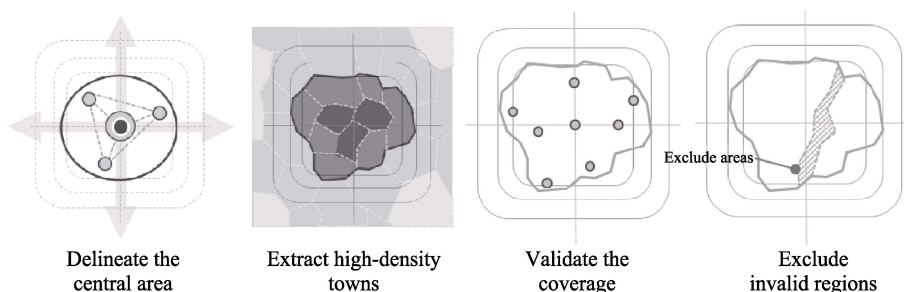 Exclude areas
Delineate the
central area
Extract high-density
towns
Validate the
coverage
Exclude
invalid regions